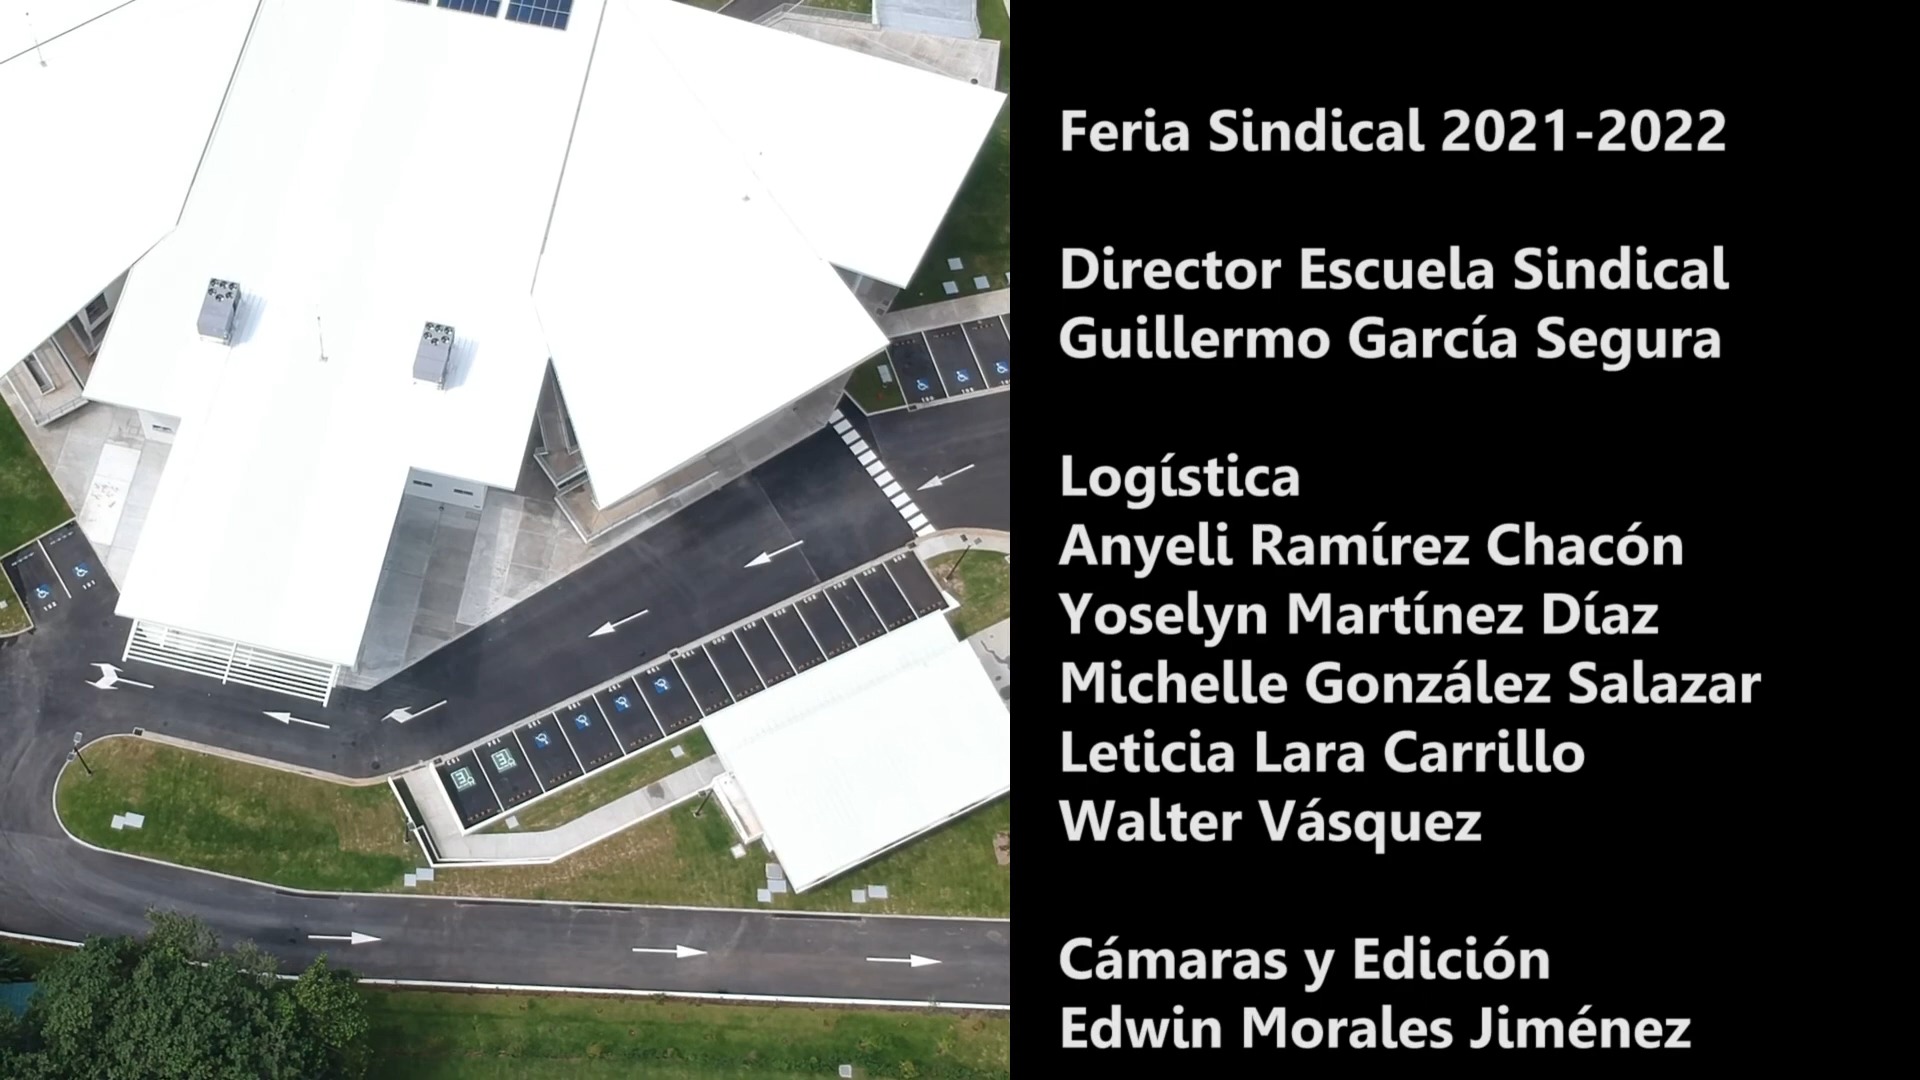 Feria Sindical 2021-2022
Director Escuela Sindical
Guillermo García Segura
Logística
Anyeli Ramírez Chacón
Yoselyn Martínez Díaz
Michelle González Salazar
Leticia Lara Carrillo
Walter Vásquez
Cámaras y Edición
Edwin Morales Jiménez